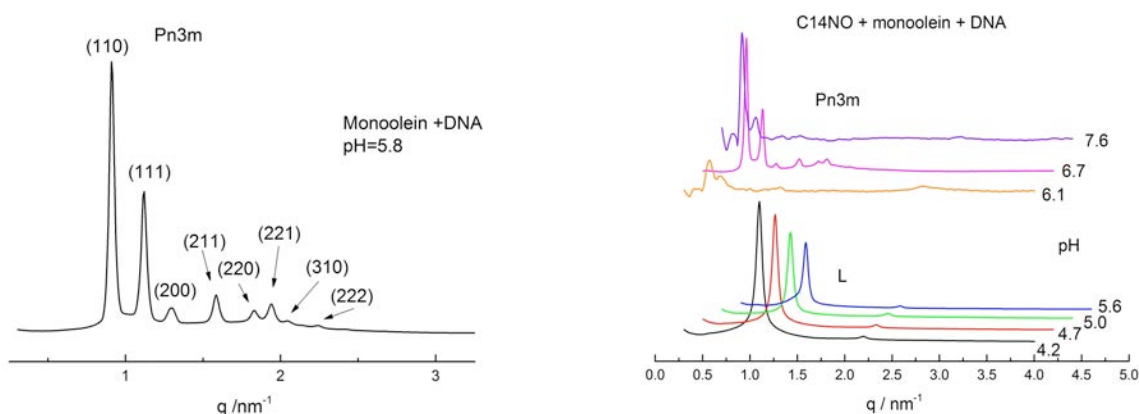 Pn3m
(110)
(111)
(200)
(211)
(220)
(221)
(310)
(222)
Monoolein +DNA
pH=5.8
1 2 3
q /nm⁻¹
C14NO + monoolein + DNA
Pn3m
7.6
6.7
6.1
pH
L
5.6
5.0
4.7
4.2
0.0 0.5 1.0 1.5 2.0 2.5 3.0 3.5 4.0 4.5 5.0
q / nm⁻¹